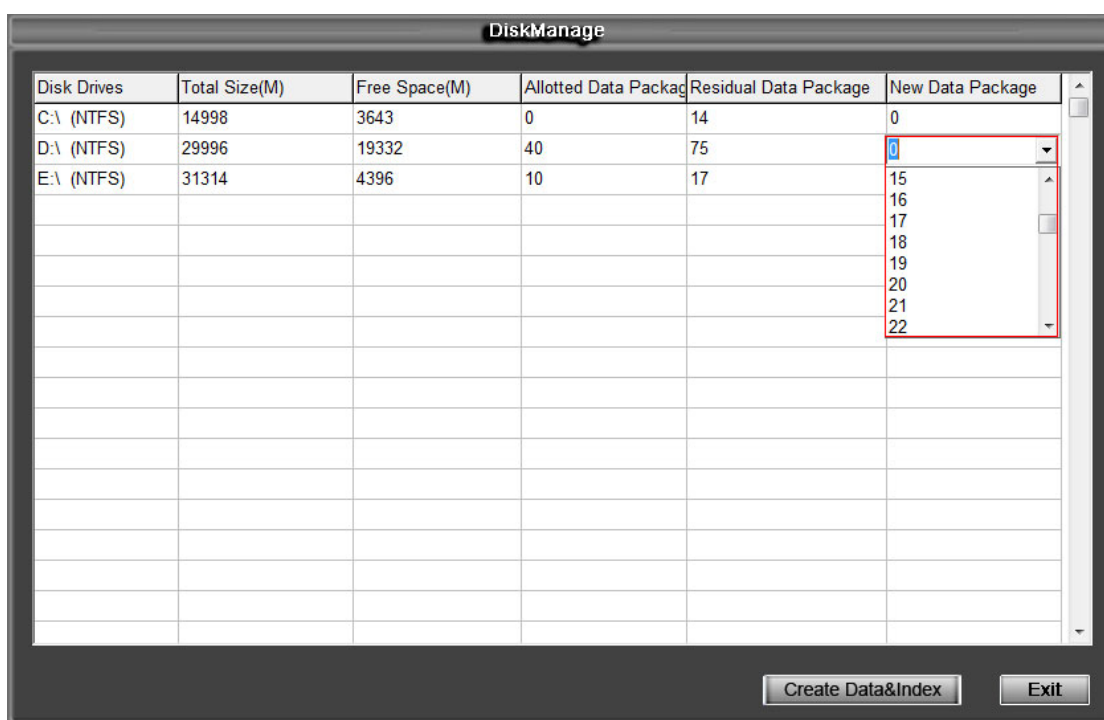 DiskManage
Disk Drives Total Size(M) Free Space(M) Allotted Data Packag Residual Data Package New Data Package
C:\ (NTFS) 14998 3643 0 14 0
D:\ (NTFS) 29996 19332 40 75 0
E:\ (NTFS) 31314 4396 10 17 15
16
17
18
19
20
21
22
Create Data&Index Exit